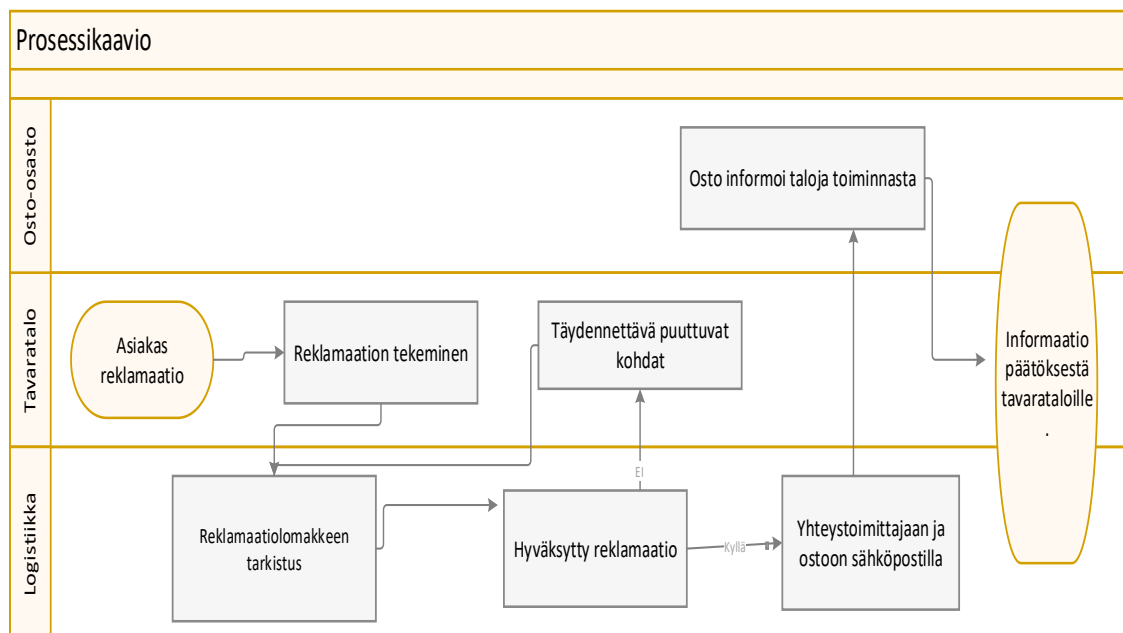 Prosessikaavio
Osto-osasto
Osto informoi taloja toiminnasta
Tavaratalo
Asiakas
reklamaatio
Reklamaation tekeminen
Täydennettävä puuttuvat
kohdat
Informaatio
päätöksestä
tavarataloille
.
Logistiikka
Reklamaatiolomakkeen
tarkistus
EI
Hyväksytty reklamaatio
Kyllä
Yhteystoimittajaan ja
ostoon sähköpostilla